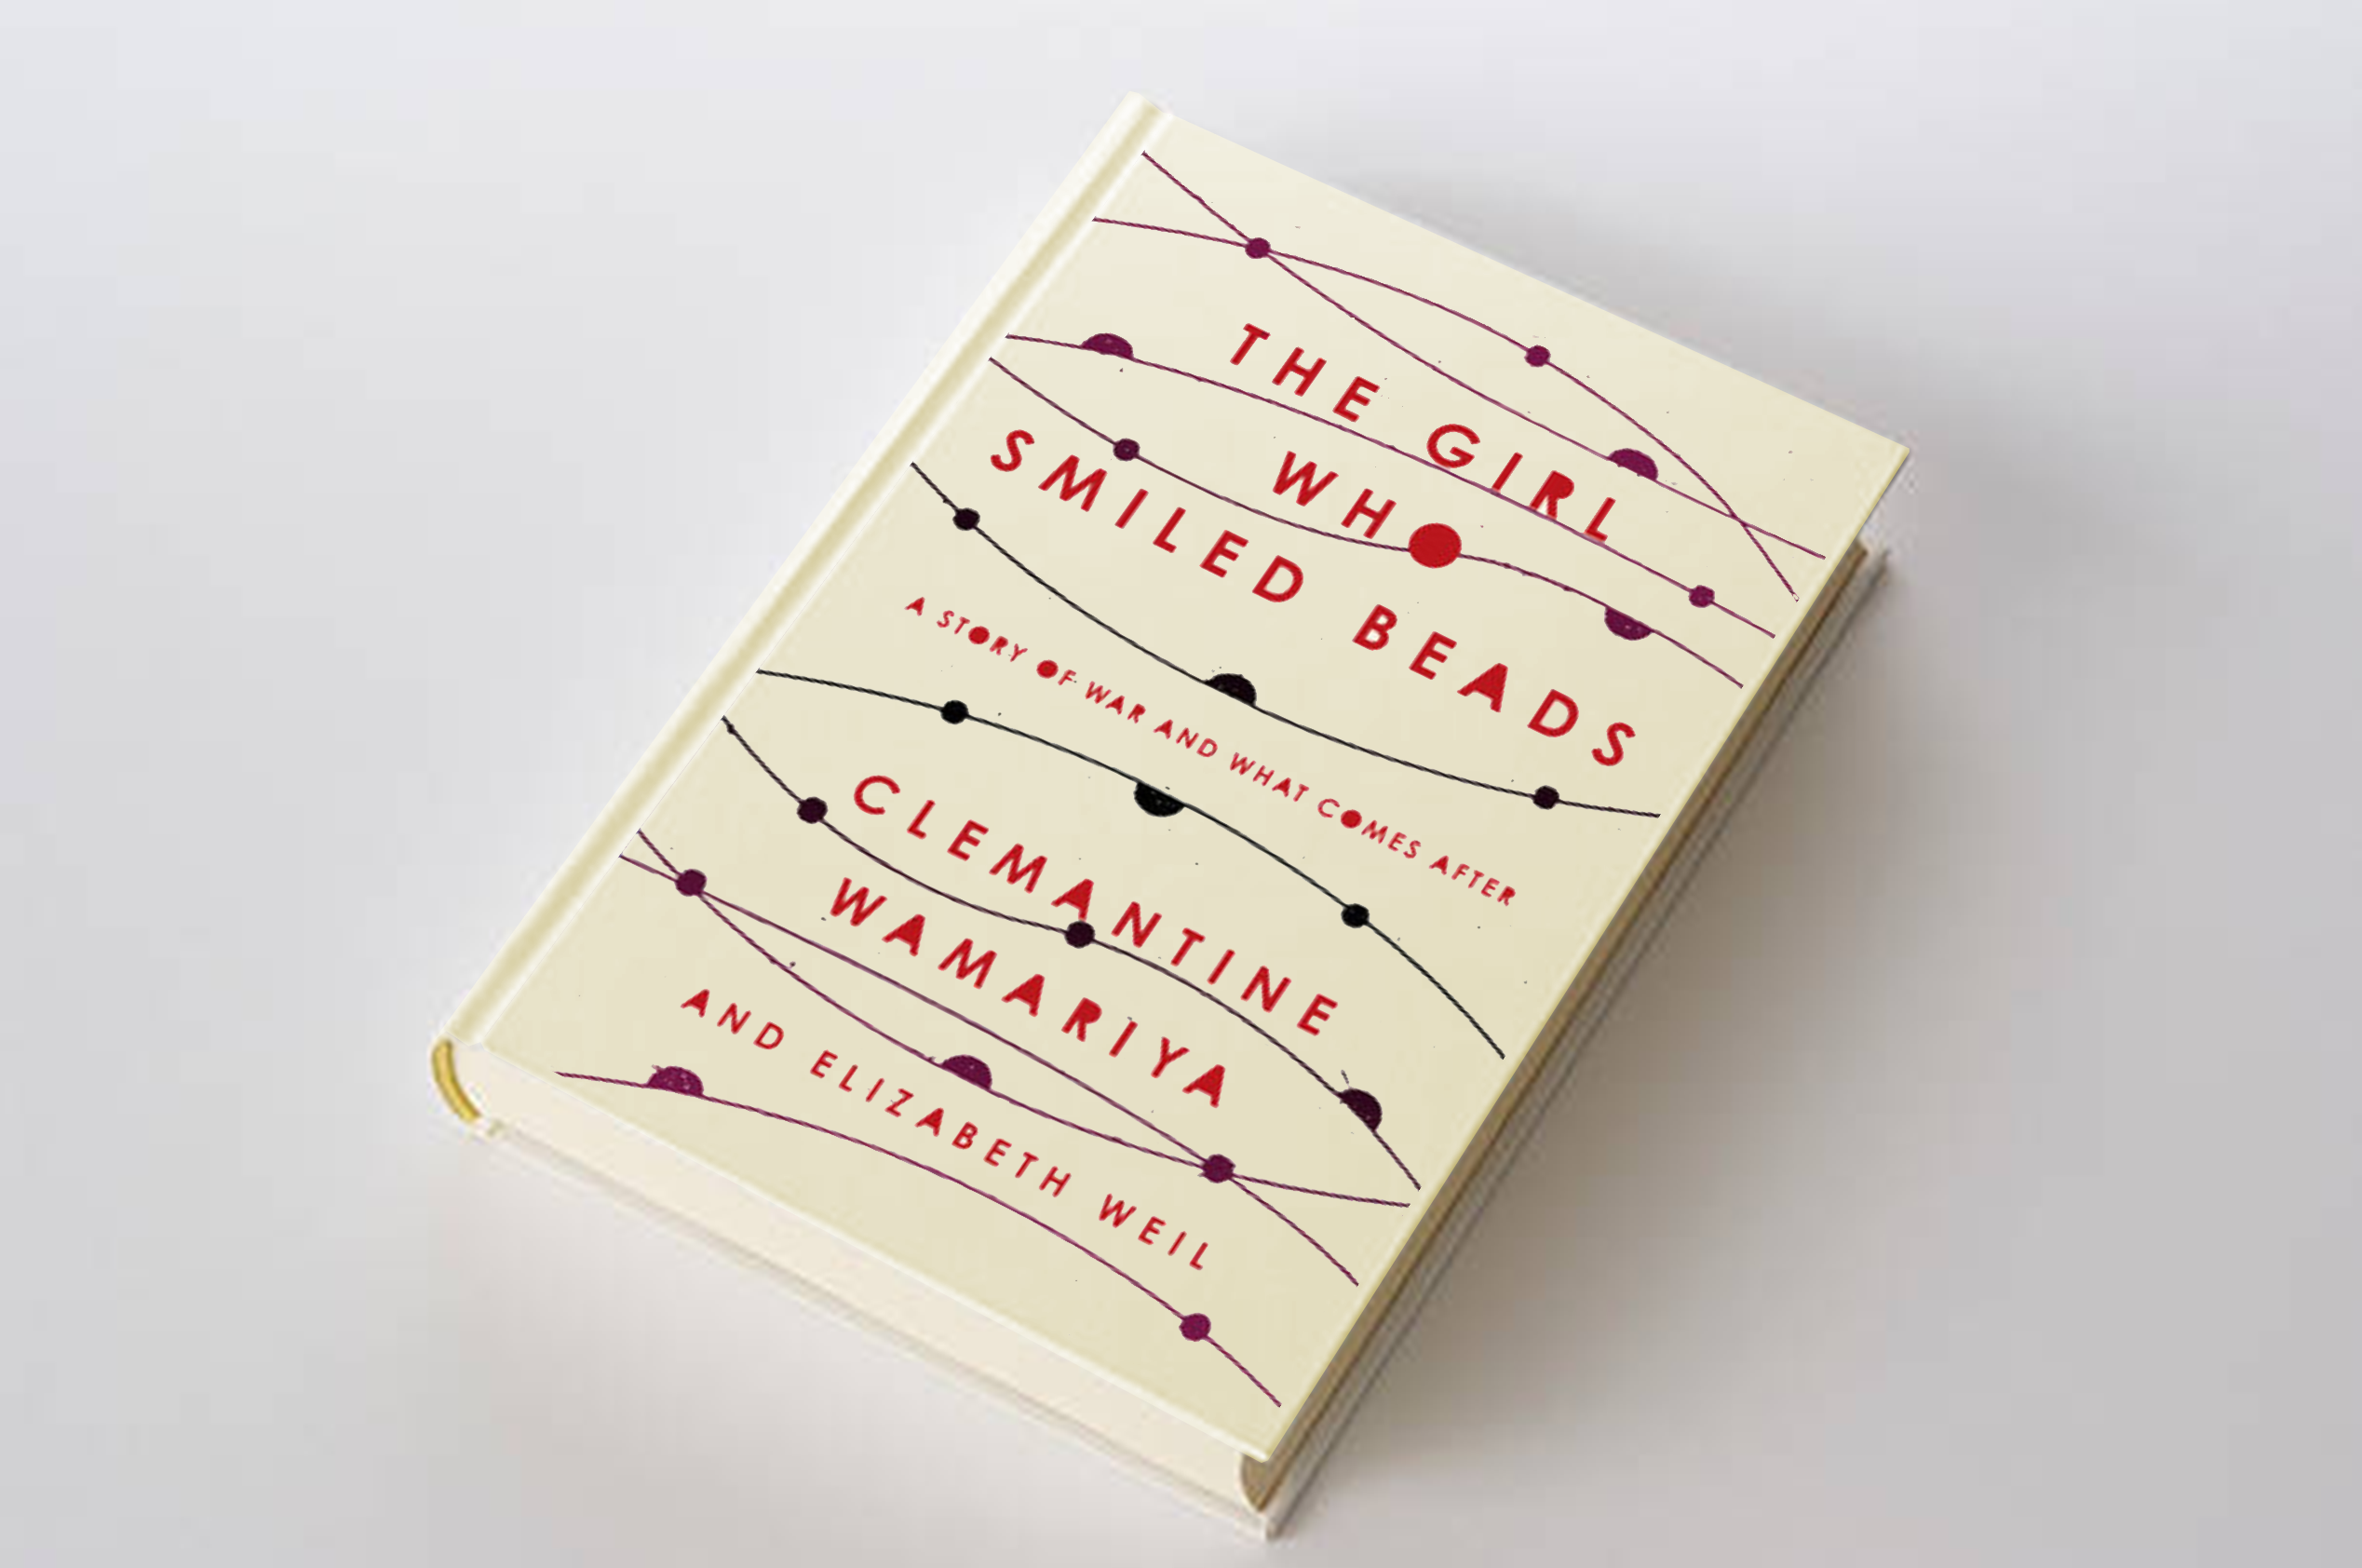 THE GIRL
WHO
SMILED BEADS
A STORY OF WAR AND WHAT COMES AFTER
CLEMANTINE
WAMARIYA
AND ELIZABETH WEIL